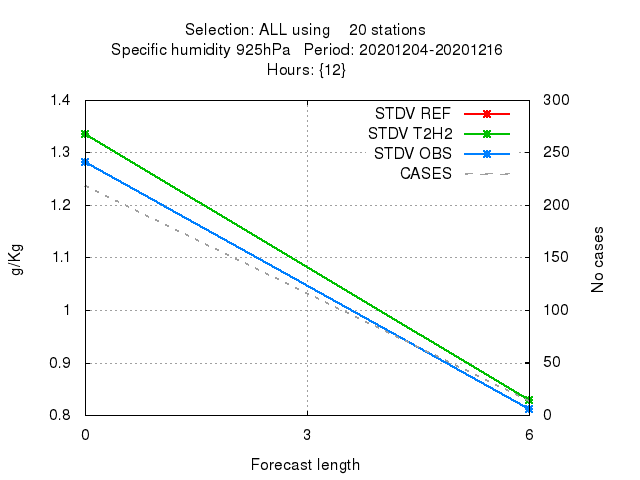 Selection: ALL using    20 stations
Specific humidity 925hPa   Period: 20201204-20201216
Hours: {12}
1.4
1.3
1.2
1.1
1
0.9
0.8
g/Kg
STDV REF
STDV T2H2
STDV OBS
CASES
300
250
200
150
100
50
0
No cases
0 3 6
Forecast length